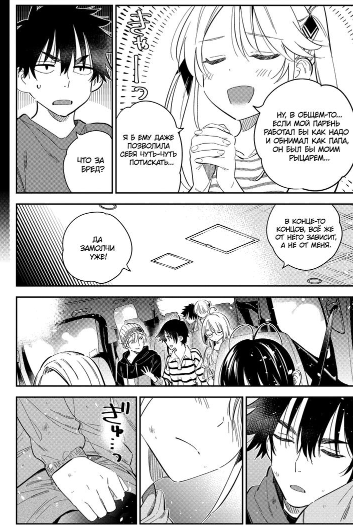 НУ, В ОБЩЕМ-ТО...
ЕСЛИ МОЙ ПАРЕНЬ
РАБОТАЛ БЫ КАК НАДО
И ОБНИМАЛ КАК ПАПА,
ОН БЫЛ БЫ МОИМ
РЫЦАРЕМ...
Я Б ЕМУ ДАЖЕ
ПОЗВОЛИЛА
СЕБЯ ЧУТЬ-ЧУТЬ
ПОТИСКАТЬ...
ЧТО ЗА
БРЕД?
В КОНЦЕ-ТО
КОНЦОВ, ВСЁ ЖЕ
ОТ НЕГО ЗАВИСИТ,
А НЕ ОТ МЕНЯ.
ДА
ЗАМОЛЧИ
УЖЕ!